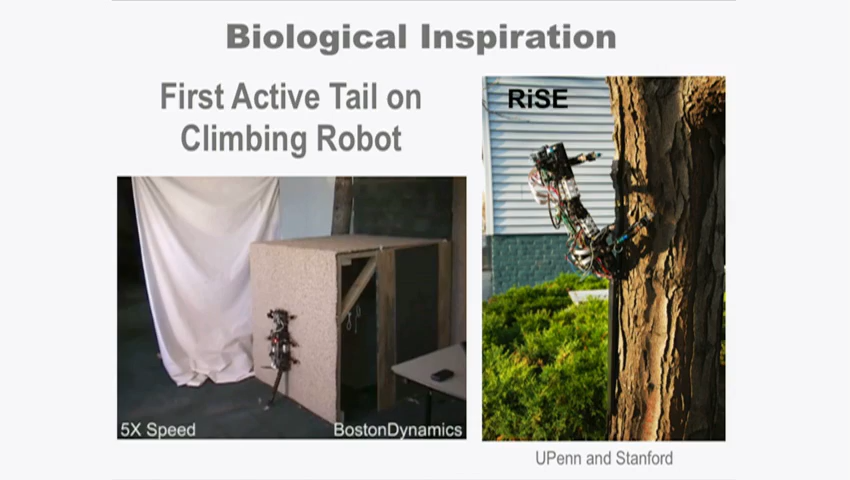 Biological Inspiration
First Active Tail on
Climbing Robot
RiSE
5X Speed
BostonDynamics
UPenn and Stanford